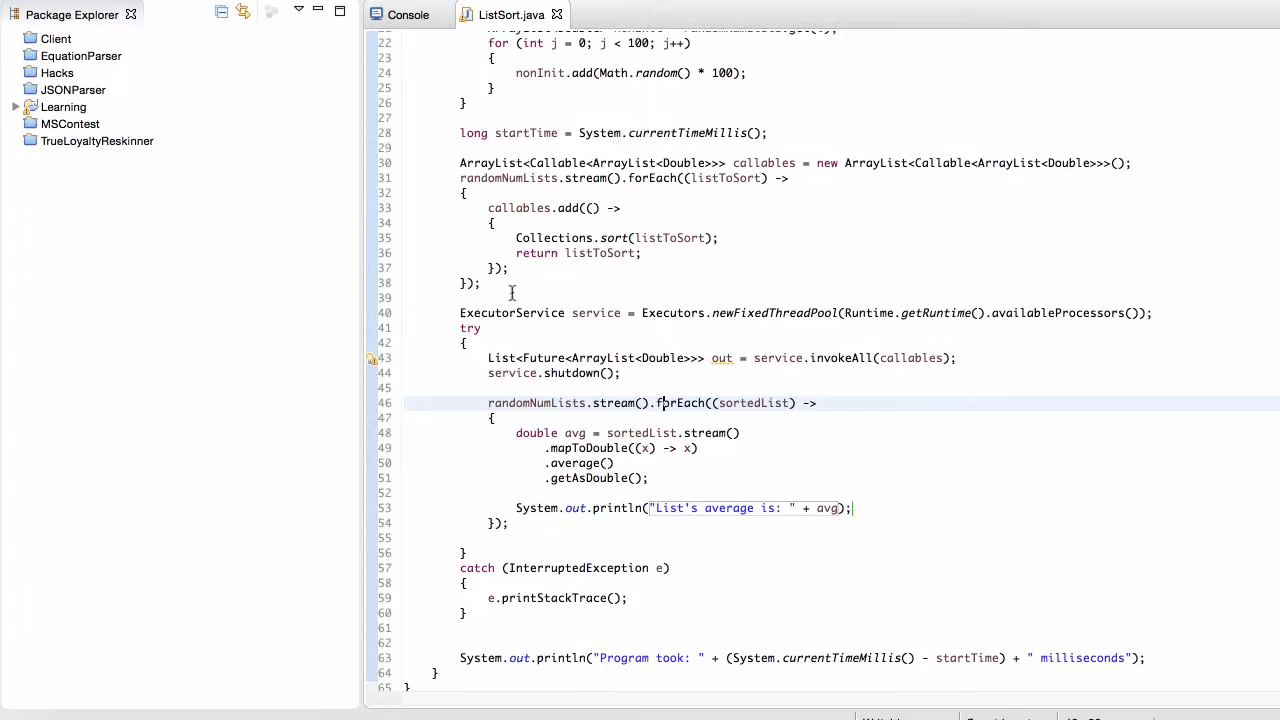 Package Explorer
Client
EquationParser
Hacks
JSONParser
Learning
MSContest
TrueLoyaltyReskinner
Console
ListSort.java
22 for (int j = 0; j < 100; j++)
23 {
24 nonInit.add(Math.random() * 100);
25 }
26 }
27
28 long startTime = System.currentTimeMillis();
29
30 ArrayList<Callable<ArrayList<Double>>> callables = new ArrayList<Callable<ArrayList<Double>>>();
31 randomNumLists.stream().forEach((listToSort) ->
32 {
33 callables.add(() ->
34 {
35 Collections.sort(listToSort);
36 return listToSort;
37 });
38 });
39
40 ExecutorService service = Executors.newFixedThreadPool(Runtime.getRuntime().availableProcessors());
41 try
42 {
43 List<Future<ArrayList<Double>>> out = service.invokeAll(callables);
44 service.shutdown();
45
46 randomNumLists.stream().forEach((sortedList) ->
47 {
48 double avg = sortedList.stream()
49 .mapToDouble((x) -> x)
50 .average()
51 .getAsDouble();
52
53 System.out.println("List's average is: " + avg);
54 });
55
56 }
57 catch (InterruptedException e)
58 {
59 e.printStackTrace();
60 }
61
62
63 System.out.println("Program took: " + (System.currentTimeMillis() - startTime) + " milliseconds");
64 }
65 }